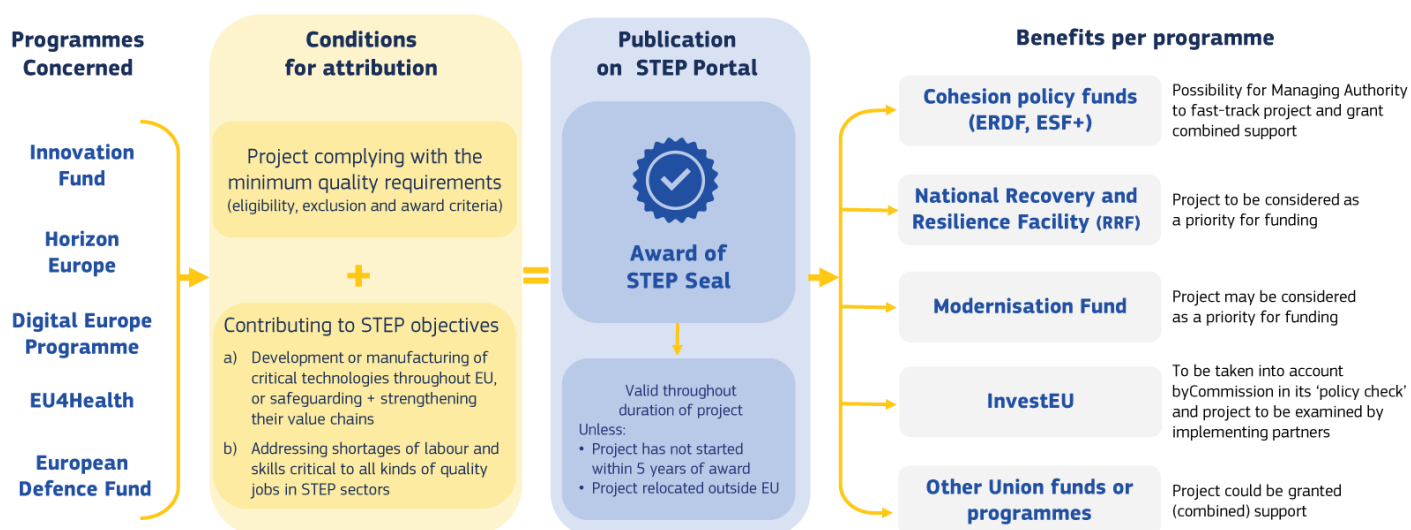 Programmes
Concerned
Innovation
Fund
Horizon
Europe
Digital Europe
Programme
EU4Health
European
Defence Fund
Conditions
for attribution
Project complying with the
minimum quality requirements
(eligibility, exclusion and award criteria)
+
Contributing to STEP objectives
a) Development or manufacturing of
critical technologies throughout EU,
or safeguarding + strengthening
their value chains
b) Addressing shortages of labour and
skills critical to all kinds of quality
jobs in STEP sectors
=
Publication
on STEP Portal
Award of
STEP Seal
Valid throughout
duration of project
Unless:
• Project has not started
within 5 years of award
• Project relocated outside EU
Benefits per programme
Cohesion policy funds
(ERDF, ESF+)
Possibility for Managing Authority
to fast-track project and grant
combined support
National Recovery and
Resilience Facility (RRF)
Project to be considered as
a priority for funding
Modernisation Fund
Project may be considered
as a priority for funding
InvestEU
To be taken into account
byCommission in its ‘policy check’
and project to be examined by
implementing partners
Other Union funds or
programmes
Project could be granted
(combined) support